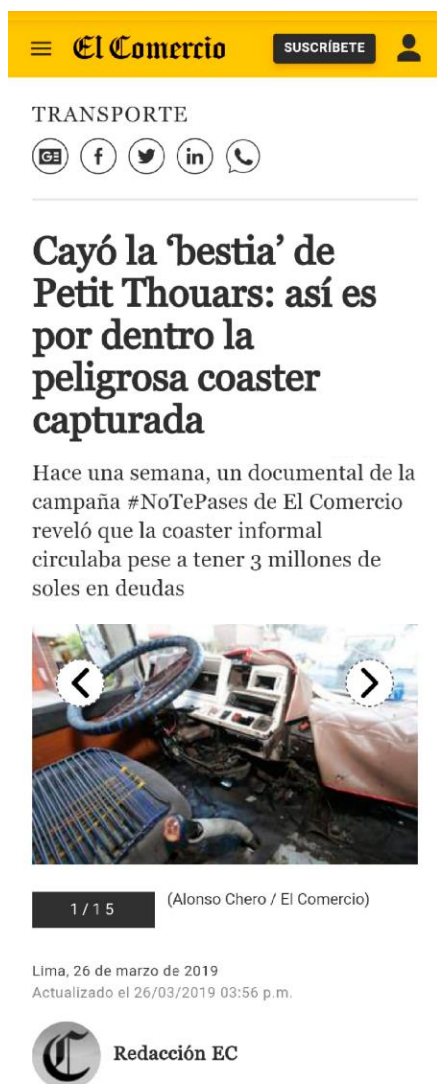 El Comercio
SUSCRÍBETE
TRANSPORTE
GE f in
Cayó la ‘bestia’ de
Petit Thouars: así es
por dentro la
peligrosa coaster
capturada
Hace una semana, un documental de la
campaña #NoTePases de El Comercio
reveló que la coaster informal
circulaba pese a tener 3 millones de
soles en deudas
1 / 1 5
(Alonso Chero / El Comercio)
Lima, 26 de marzo de 2019
Actualizado el 26/03/2019 03:56 p.m.
C
Redacción EC